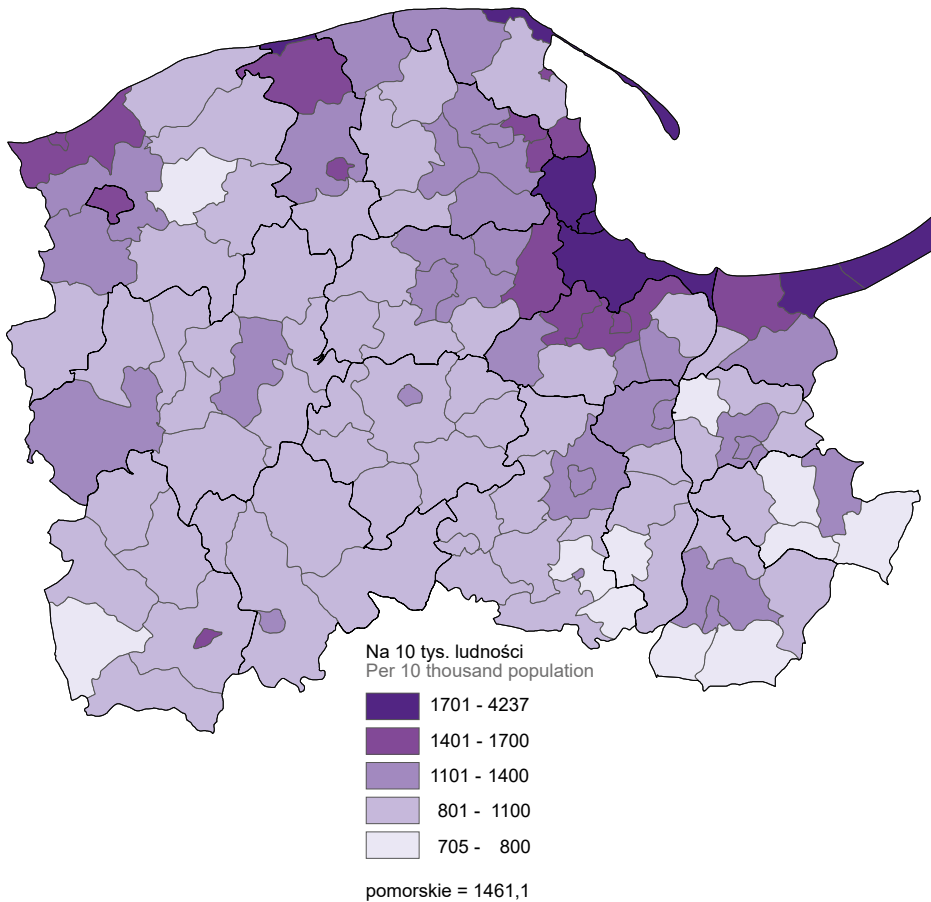 Na 10 tys. ludności
Per 10 thousand population
1701 - 4237
1401 - 1700
1101 - 1400
801 - 1100
705 - 800
pomorskie = 1461,1